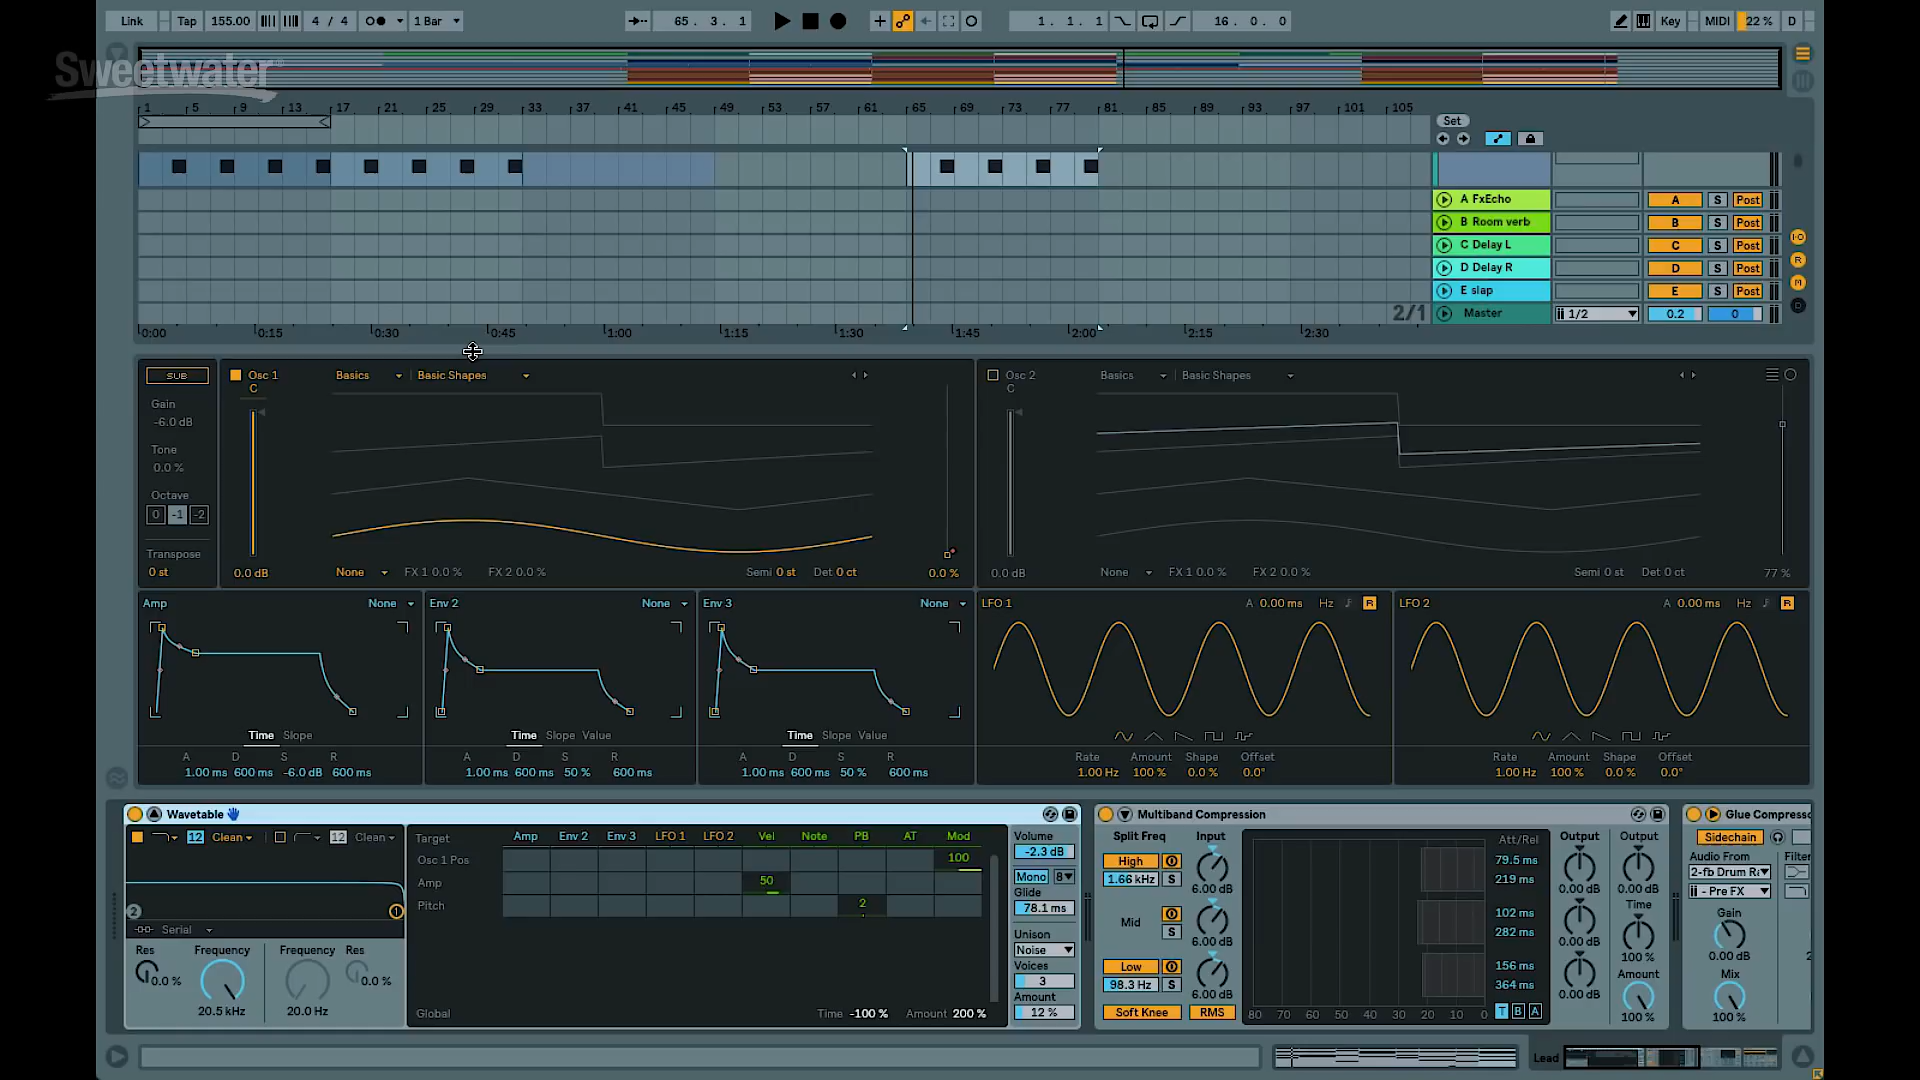 Link Tap 155.00 4 / 4 1 Bar 65. 3. 1 1. 1. 1 16. 0. 0 Key MIDI 22 % D
Sweetwater
1 5 9 13 17 21 25 29 33 37 41 45 49 53 57 61 65 69 73 77 81 85 89 93 97 101 105
Set
A FxEcho A S Post
B Room verb B S Post
C Delay L C S Post
D Delay R D S Post
E slap E S Post
2/1 Master 1/2 0.2 0
0:00 0:15 0:30 0:45 1:00 1:15 1:30 1:45 2:00 2:15 2:30
SUB Osc 1 Basics Basic Shapes Osc 2 Basics Basic Shapes
C C
Gain
-6.0 dB
Tone
0.0 %
Octave
0 -1 -2
Transpose
0 st 0.0 dB None FX 1 0.0 % FX 2 0.0 % Semi 0 st Det 0 ct 0.0 % 0.0 dB None FX 1 0.0 % FX 2 0.0 % Semi 0 st Det 0 ct 77 %
Amp None Env 2 None Env 3 None LFO 1 A 0.00 ms Hz R LFO 2 A 0.00 ms Hz R
Time Slope Time Slope Value Time Slope Value
A D S R A D S R A D S R Rate Amount Shape Offset Rate Amount Shape Offset
1.00 ms 600 ms -6.0 dB 600 ms 1.00 ms 600 ms 50 % 600 ms 1.00 ms 600 ms 50 % 600 ms 1.00 Hz 100 % 0.0 % 0.0° 1.00 Hz 100 % 0.0 % 0.0°
Wavetable Multiband Compression Glue Compresso
12 Clean 12 Clean Target Amp Env 2 Env 3 LFO 1 LFO 2 Vel Note PB AT Mod Volume Split Freq Input Att/Rel Output Output Sidechain
Osc 1 Pos 100 -2.3 dB High 79.5 ms Audio From Filter
Amp 50 Mono 8 1.66 kHz S 6.00 dB 219 ms 0.00 dB 0.00 dB 2-fb Drum Ra
Pitch 2 Glide Time Pre FX
2 1 78.1 ms Mid 102 ms Gain
Serial Unison S 6.00 dB 282 ms 0.00 dB 100 % 0.00 dB
Res Frequency Frequency Res Noise
0.0 % 0.0 % Voices Low 156 ms Amount Mix
3 98.3 Hz S 6.00 dB 364 ms 0.00 dB
20.5 kHz 20.0 Hz Amount
Global Time -100 % Amount 200 % 12 % Soft Knee RMS 80 70 60 50 40 30 20 10 0 T B A 100 % 100 %
Lead